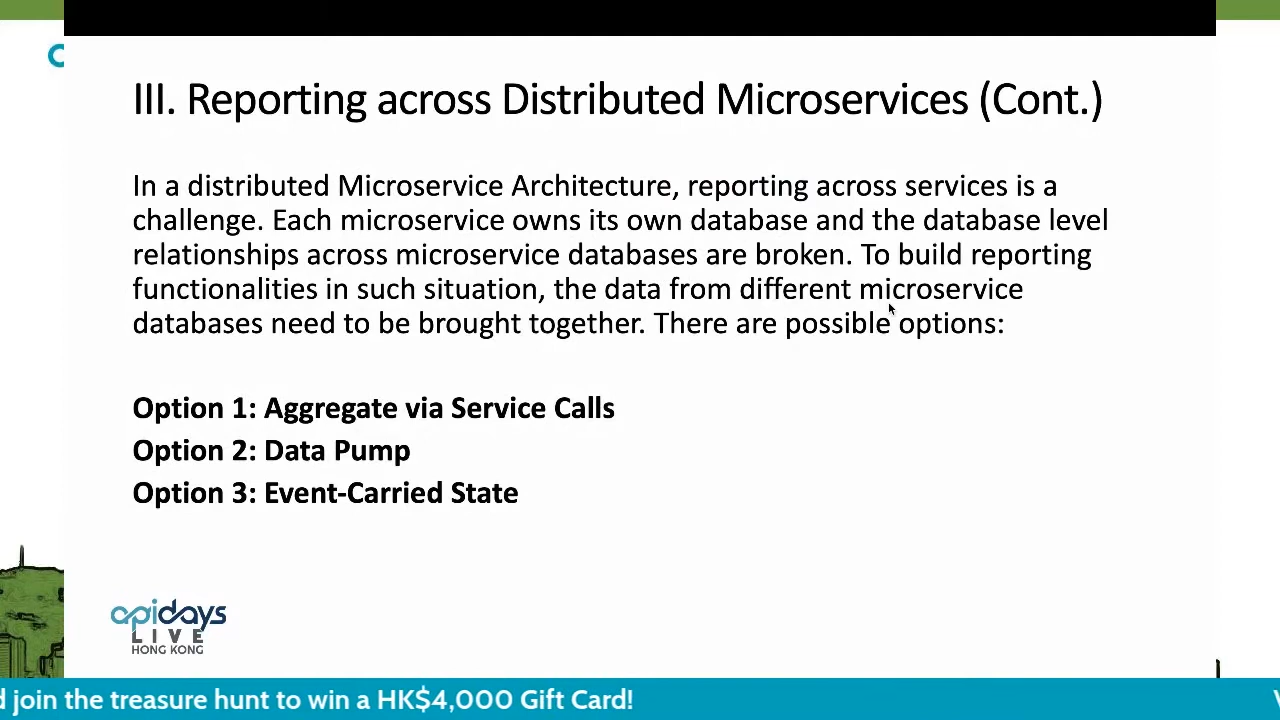 III. Reporting across Distributed Microservices (Cont.)
In a distributed Microservice Architecture, reporting across services is a
challenge. Each microservice owns its own database and the database level
relationships across microservice databases are broken. To build reporting
functionalities in such situation, the data from different microservice
databases need to be brought together. There are possible options:
Option 1: Aggregate via Service Calls
Option 2: Data Pump
Option 3: Event-Carried State
apidays
LIVE
HONG KONG
join the treasure hunt to win a HK$4,000 Gift Card!